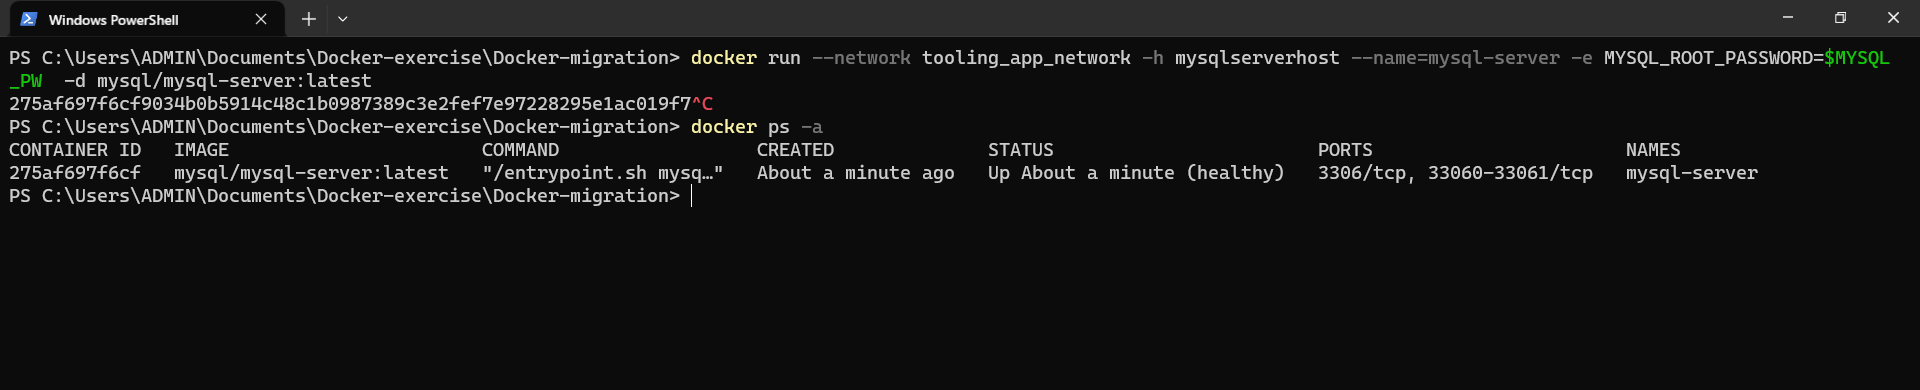 Windows PowerShell
PS C:\Users\ADMIN\Documents\Docker-exercise\Docker-migration> docker run --network tooling_app_network -h mysqlserverhost --name=mysql-server -e MYSQL_ROOT_PASSWORD=$MYSQL
_PW  -d mysql/mysql-server:latest
275af697f6cf9034b0b5914c48c1b0987389c3e2fef7e97228295e1ac019f7^C
PS C:\Users\ADMIN\Documents\Docker-exercise\Docker-migration> docker ps -a
CONTAINER ID   IMAGE                       COMMAND                  CREATED              STATUS                        PORTS                       NAMES
275af697f6cf   mysql/mysql-server:latest   "/entrypoint.sh mysq…"   About a minute ago   Up About a minute (healthy)   3306/tcp, 33060-33061/tcp   mysql-server
PS C:\Users\ADMIN\Documents\Docker-exercise\Docker-migration>